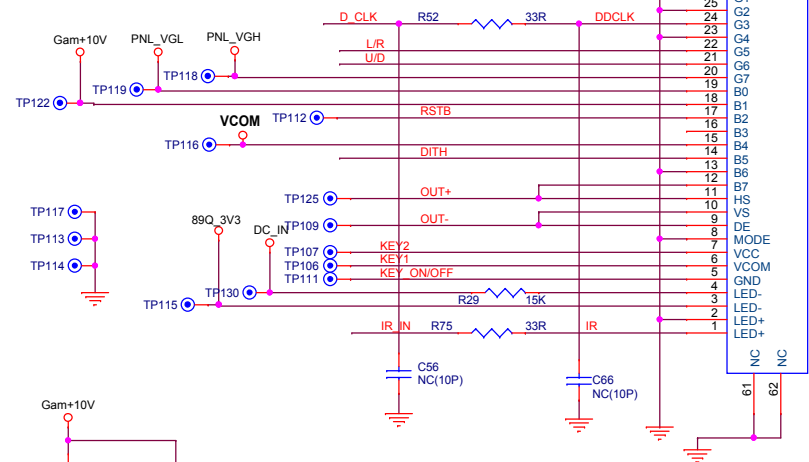 25
G2
D_CLK R52 33R DDCLK 24 G3
Gam+10V PNL_VGL PNL_VGH 23 G4
L/R 22 G5
U/D 21 G6
TP118 20 G7
TP119 19 B0
TP122 18 B1
VCOM TP112 RSTB 17 B2
16 B3
TP116 15 B4
DITH 14 B5
13 B6
12 B7
TP125 OUT+ 11 HS
TP117 10 VS
89Q_3V3 DC_IN TP109 OUT- 9 DE
TP113 8 MODE
TP107 KEY2 7 VCC
TP114 TP106 KEY1 6 VCOM
TP111 KEY_ON/OFF 5 GND
TP130 4 LED-
TP115 R29 15K 3 LED-
2 LED+
IR_IN R75 33R IR 1 LED+
NC NC
C56
NC(10P)
C66
NC(10P)
61 62
Gam+10V